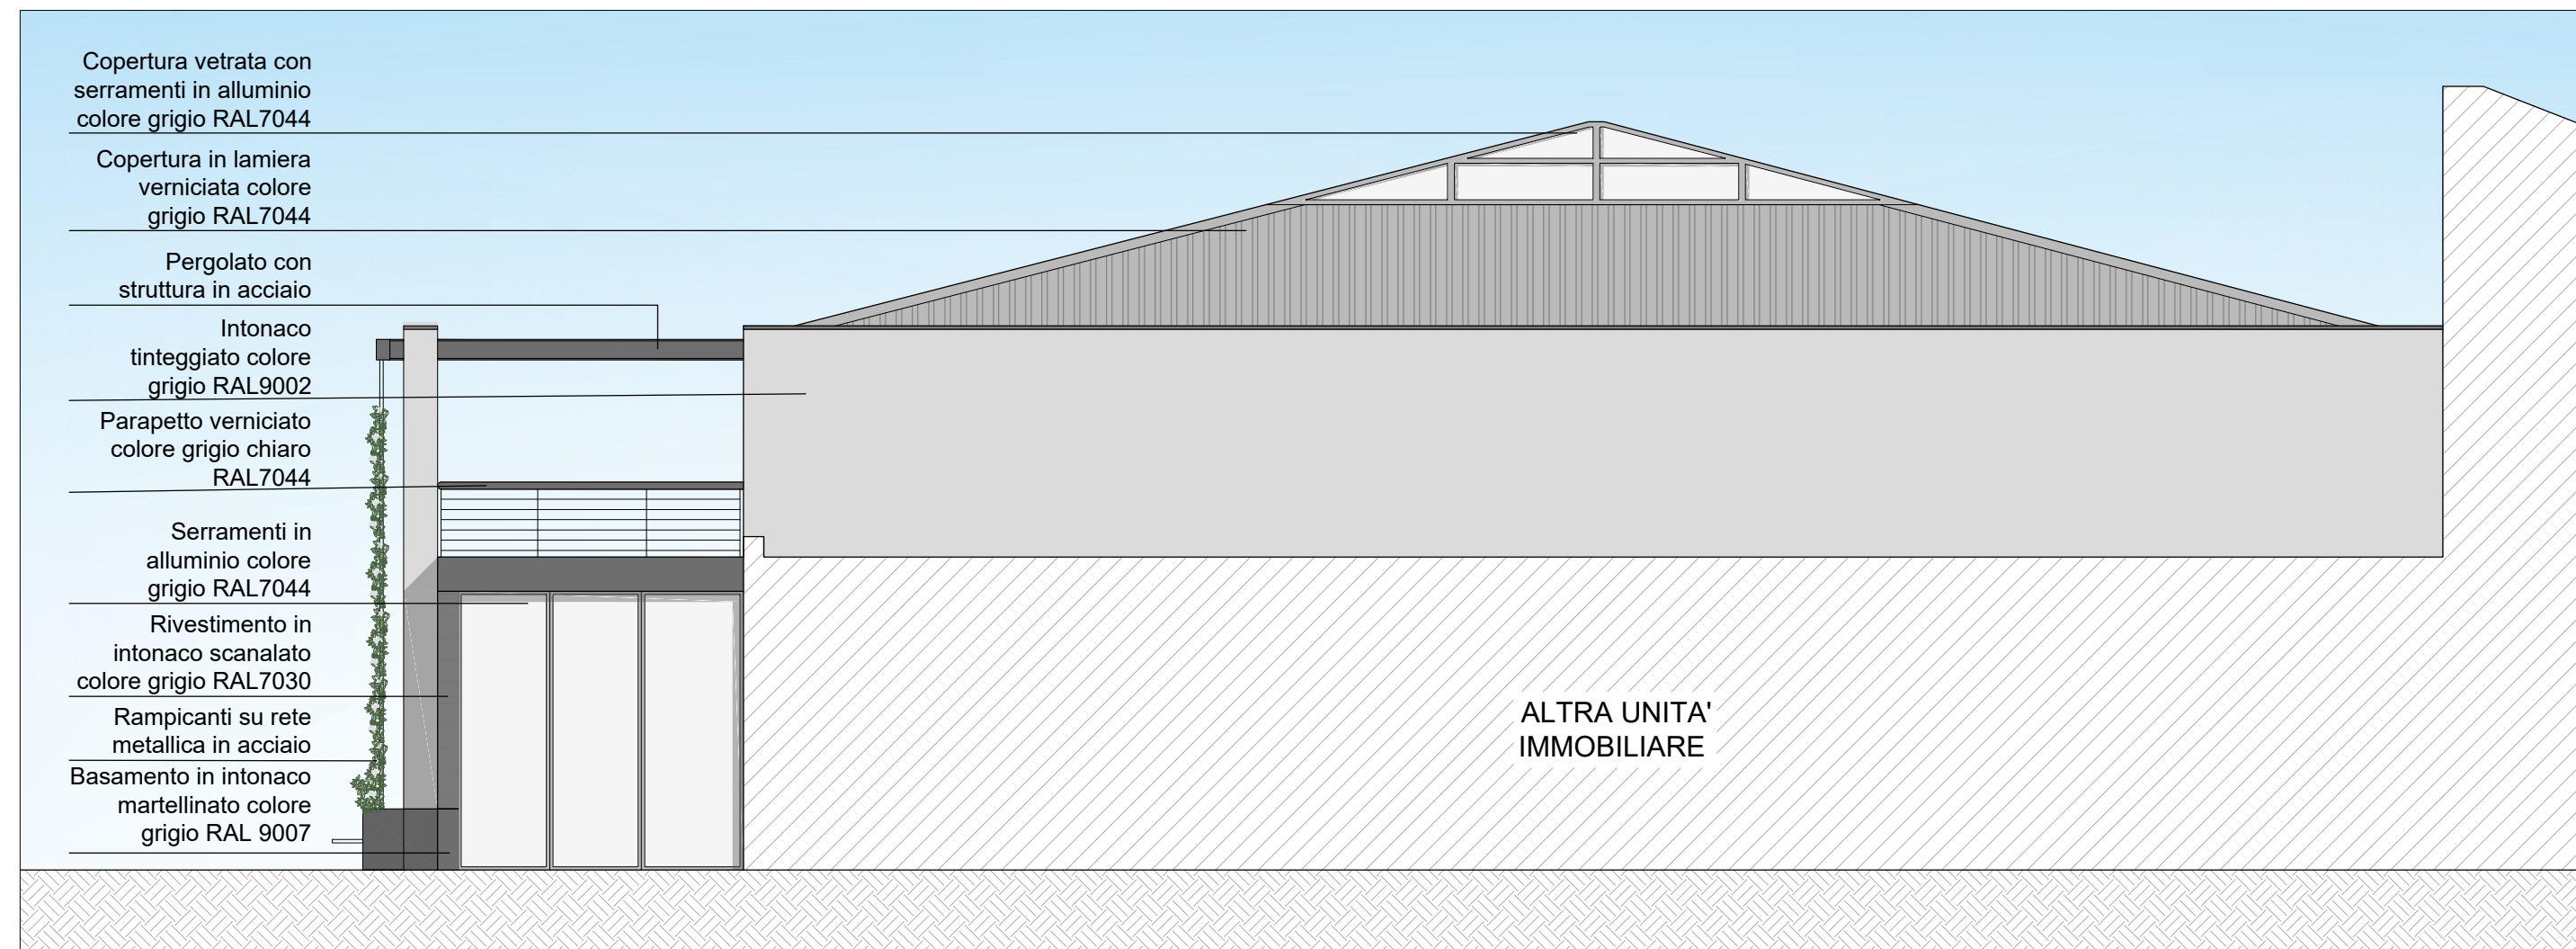 Copertura vetrata con
serramenti in alluminio
colore grigio RAL7044
Copertura in lamiera
verniciata colore
grigio RAL7044
Pergolato con
struttura in acciaio
Intonaco
tinteggiato colore
grigio RAL9002
Parapetto verniciato
colore grigio chiaro
RAL7044
Serramenti in
alluminio colore
grigio RAL7044
Rivestimento in
intonaco scanalato
colore grigio RAL7030
Rampicanti su rete
metallica in acciaio
Basamento in intonaco
martellinato colore
grigio RAL 9007
ALTRA UNITA'
IMMOBILIARE